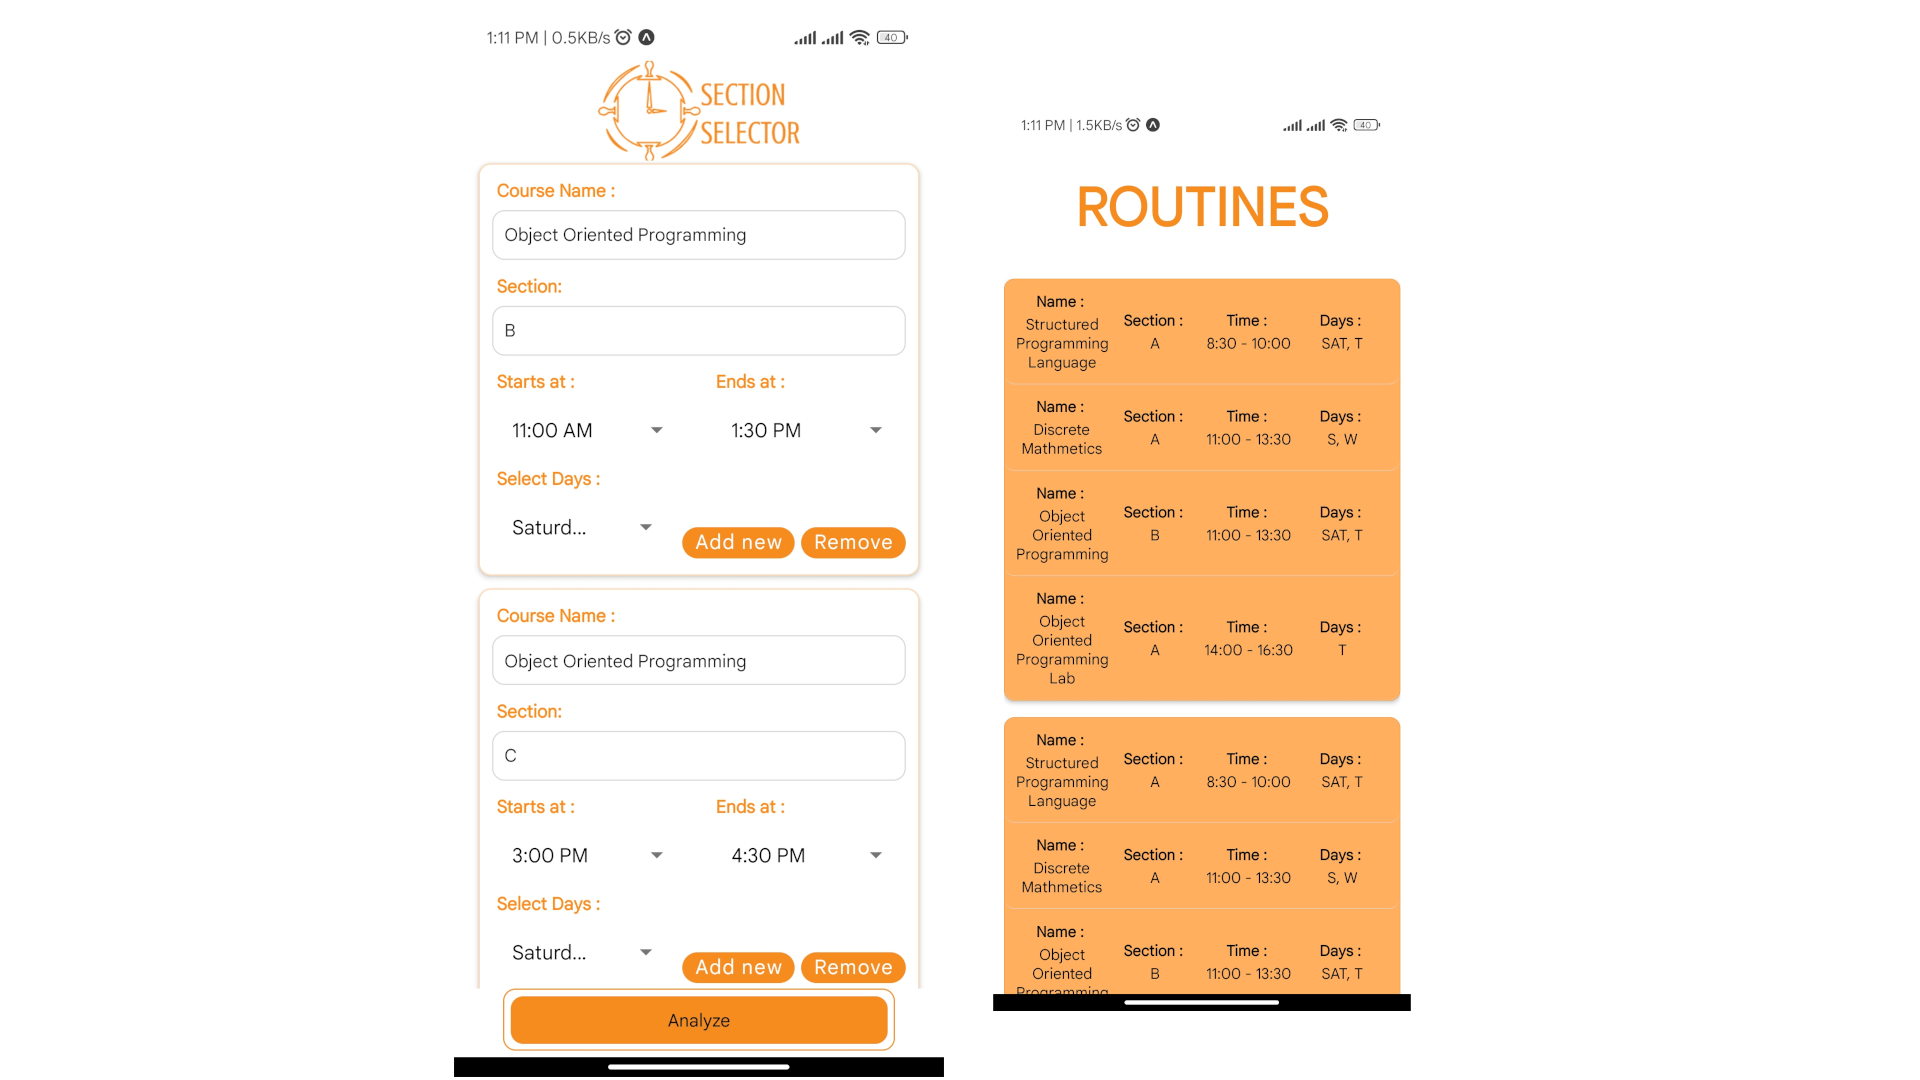 1:11 PM | 0.5KB/s
40
SECTION
SELECTOR
Course Name :
Object Oriented Programming
Section:
B
Starts at : Ends at :
11:00 AM 1:30 PM
Select Days :
Saturd...
Add new Remove
Course Name :
Object Oriented Programming
Section:
C
Starts at : Ends at :
3:00 PM 4:30 PM
Select Days :
Saturd...
Add new Remove
Analyze
1:11 PM | 1.5KB/s
40
ROUTINES
Name :
Structured
Programming
Language
Section :
A
Time :
8:30 - 10:00
Days :
SAT, T
Name :
Discrete
Mathmetics
Section :
A
Time :
11:00 - 13:30
Days :
S, W
Name :
Object
Oriented
Programming
Section :
B
Time :
11:00 - 13:30
Days :
SAT, T
Name :
Object
Oriented
Programming
Lab
Section :
A
Time :
14:00 - 16:30
Days :
T
Name :
Structured
Programming
Language
Section :
A
Time :
8:30 - 10:00
Days :
SAT, T
Name :
Discrete
Mathmetics
Section :
A
Time :
11:00 - 13:30
Days :
S, W
Name :
Object
Oriented
Programming
Section :
B
Time :
11:00 - 13:30
Days :
SAT, T